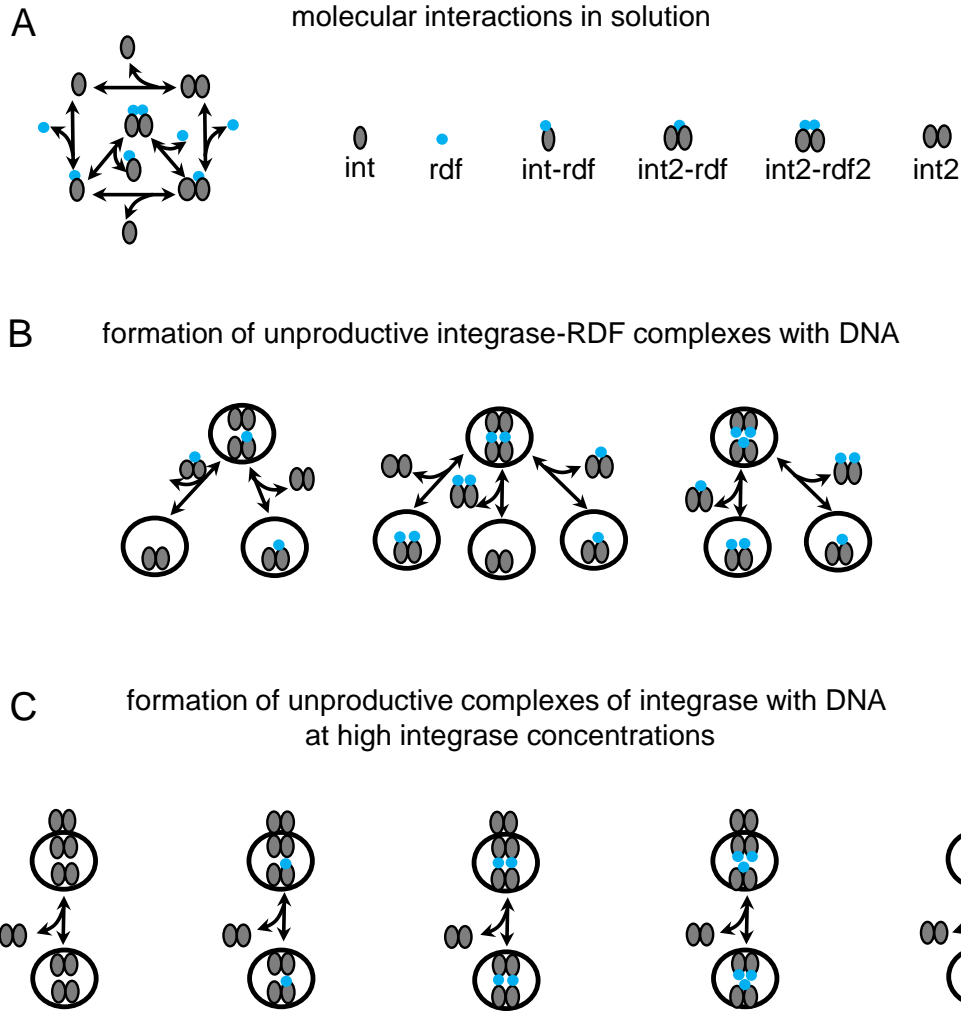 A
molecular interactions in solution
int
rdf
int-rdf
int2-rdf
int2-rdf2
int2
B
formation of unproductive integrase-RDF complexes with DNA
C
formation of unproductive complexes of integrase with DNA
at high integrase concentrations